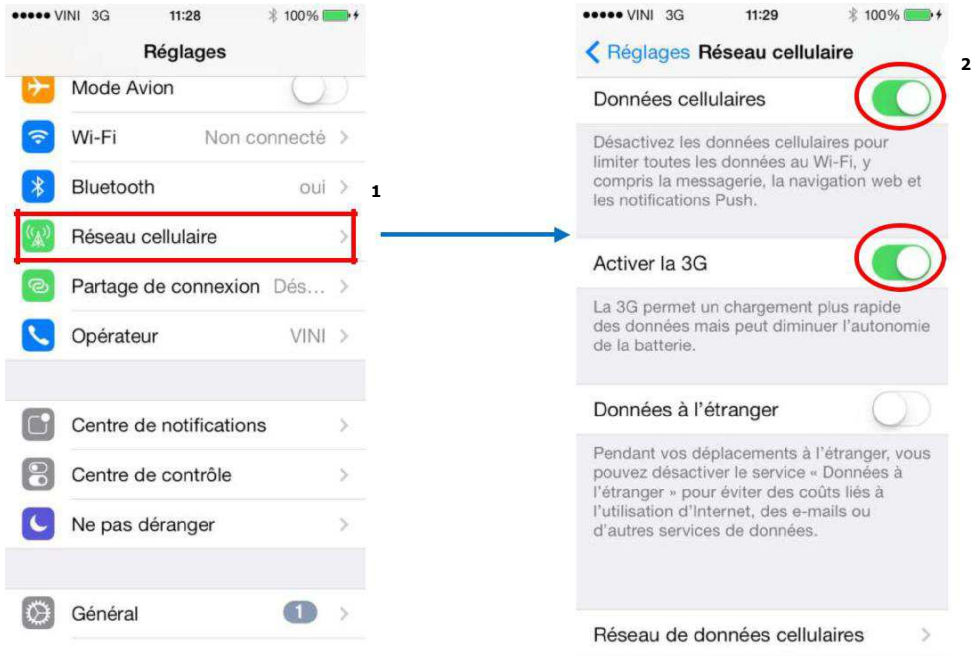 VINI 3G 11:28 100%
Réglages
Mode Avion
Wi-Fi Non connecté
Bluetooth oui
Réseau cellulaire
Partage de connexion Dés...
Opérateur VINI
Centre de notifications
Centre de contrôle
Ne pas déranger
Général 1
1
VINI 3G 11:29 100%
Réglages Réseau cellulaire
2
Données cellulaires
Désactivez les données cellulaires pour
limiter toutes les données au Wi-Fi, y
compris la messagerie, la navigation web et
les notifications Push.
Activer la 3G
La 3G permet un chargement plus rapide
des données mais peut diminuer l'autonomie
de la batterie.
Données à l'étranger
Pendant vos déplacements à l'étranger, vous
pouvez désactiver le service « Données à
l'étranger » pour éviter des coûts liés à
l'utilisation d'Internet, des e-mails ou
d'autres services de données.
Réseau de données cellulaires